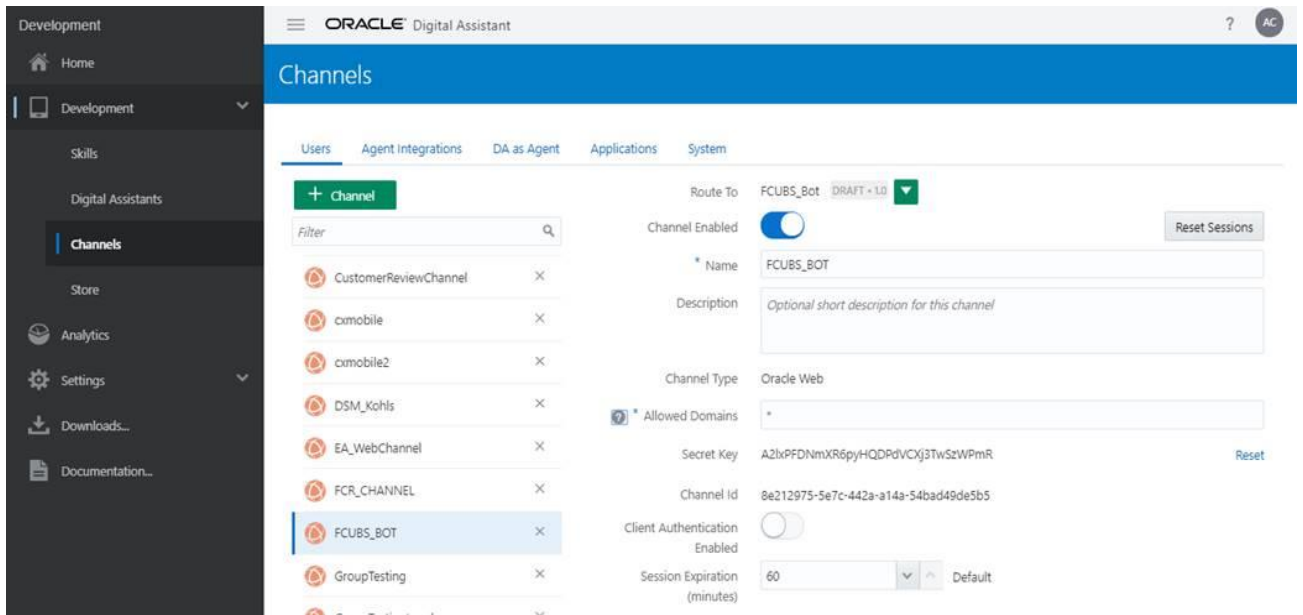 Development
Home
Development
Skills
Digital Assistants
Channels
Store
Analytics
Settings
Downloads...
Documentation...
ORACLE Digital Assistant
?
AC
Channels
Users Agent Integrations DA as Agent Applications System
+ Channel
Filter
CustomerReviewChannel
cxmobile
cxmobile2
DSM_Kohls
EA_WebChannel
FCR_CHANNEL
FCUBS_BOT
GroupTesting
Route To FCUBS_Bot DRAFT • 1.0
Channel Enabled
Reset Sessions
* Name FCUBS_BOT
Description Optional short description for this channel
Channel Type Oracle Web
? * Allowed Domains *
Secret Key A2lxPFDNmXR6pyHQDPdVCXj3TwSzWPmR Reset
Channel Id 8e212975-5e7c-442a-a14a-54bad49de5b5
Client Authentication
Enabled
Session Expiration 60 Default
(minutes)